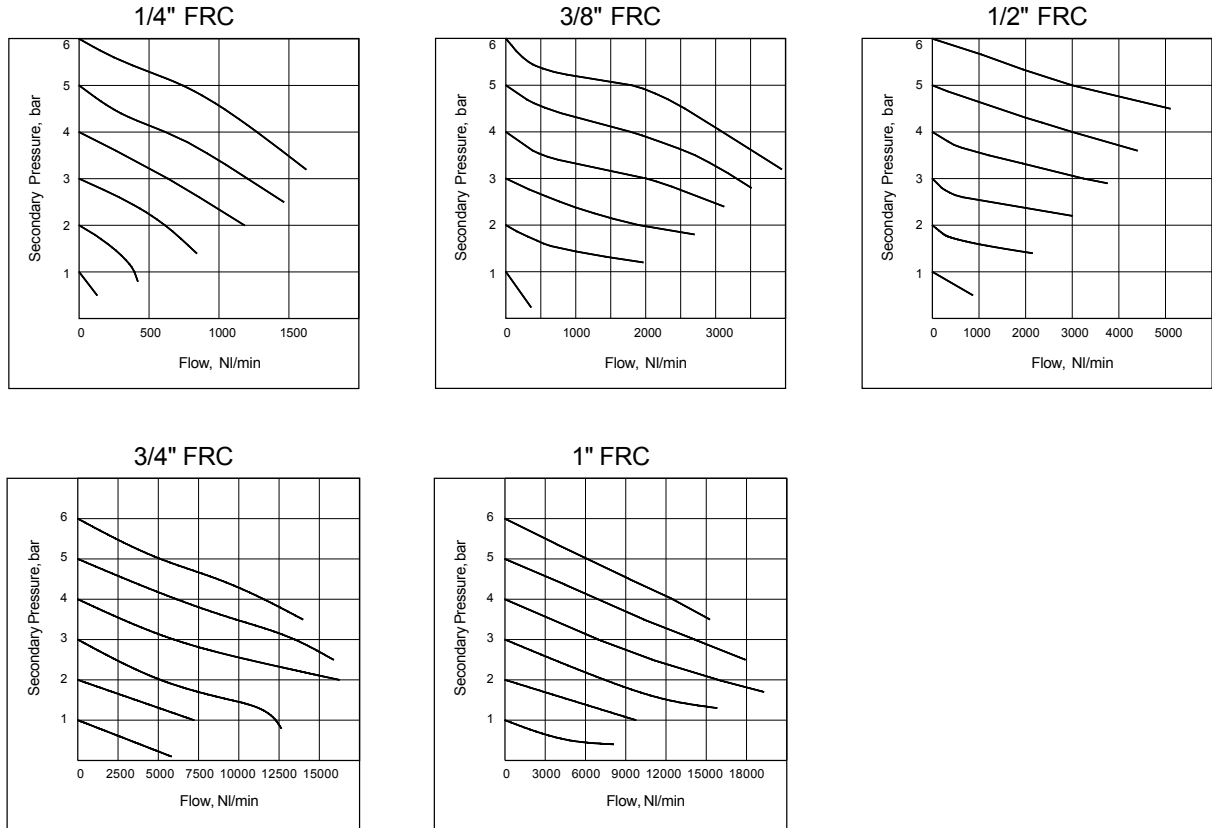 1/4" FRC
6
5
4
3
2
1
Secondary Pressure, bar
0 500 1000 1500
Flow, Nl/min
3/8" FRC
6
5
4
3
2
1
Secondary Pressure, bar
0 1000 2000 3000
Flow, Nl/min
1/2" FRC
6
5
4
3
2
1
Secondary Pressure, bar
0 1000 2000 3000 4000 5000
Flow, Nl/min
3/4" FRC
6
5
4
3
2
1
Secondary Pressure, bar
0 2500 5000 7500 10000 12500 15000
Flow, Nl/min
1" FRC
6
5
4
3
2
1
Secondary Pressure, bar
0 3000 6000 9000 12000 15000 18000
Flow, Nl/min